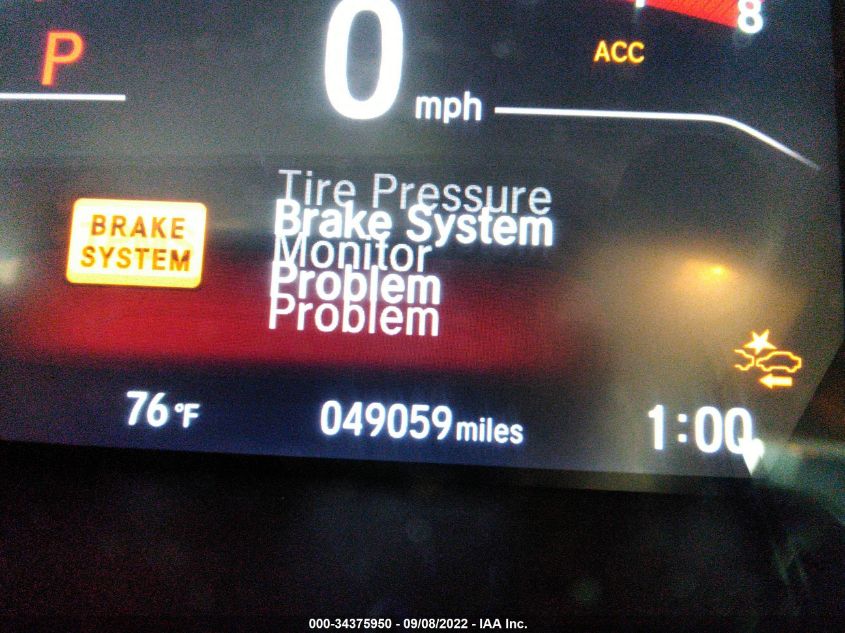 P
0 mph
8
ACC
BRAKE
SYSTEM
Tire Pressure
Brake System
Monitor
Problem
Problem
76 °F
049059 miles
1:00
000-34375950 - 09/08/2022 - IAA Inc.